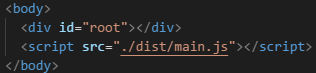 <body>
<div id="root"></div>
<script src="./dist/main.js"></script>
</body>